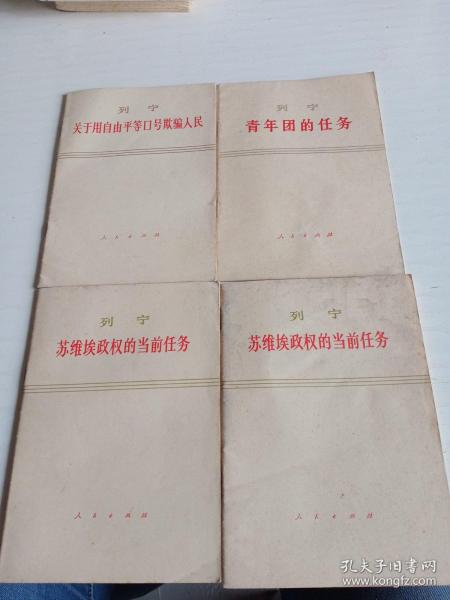 列 宁
关于用自由平等口号欺骗人民
人民出版社
列 宁
青年团的任务
人民出版社
列 宁
苏维埃政权的当前任务
人民出版社
列 宁
苏维埃政权的当前任务
人民出版社
孔夫子旧书网
www.kongfz.com